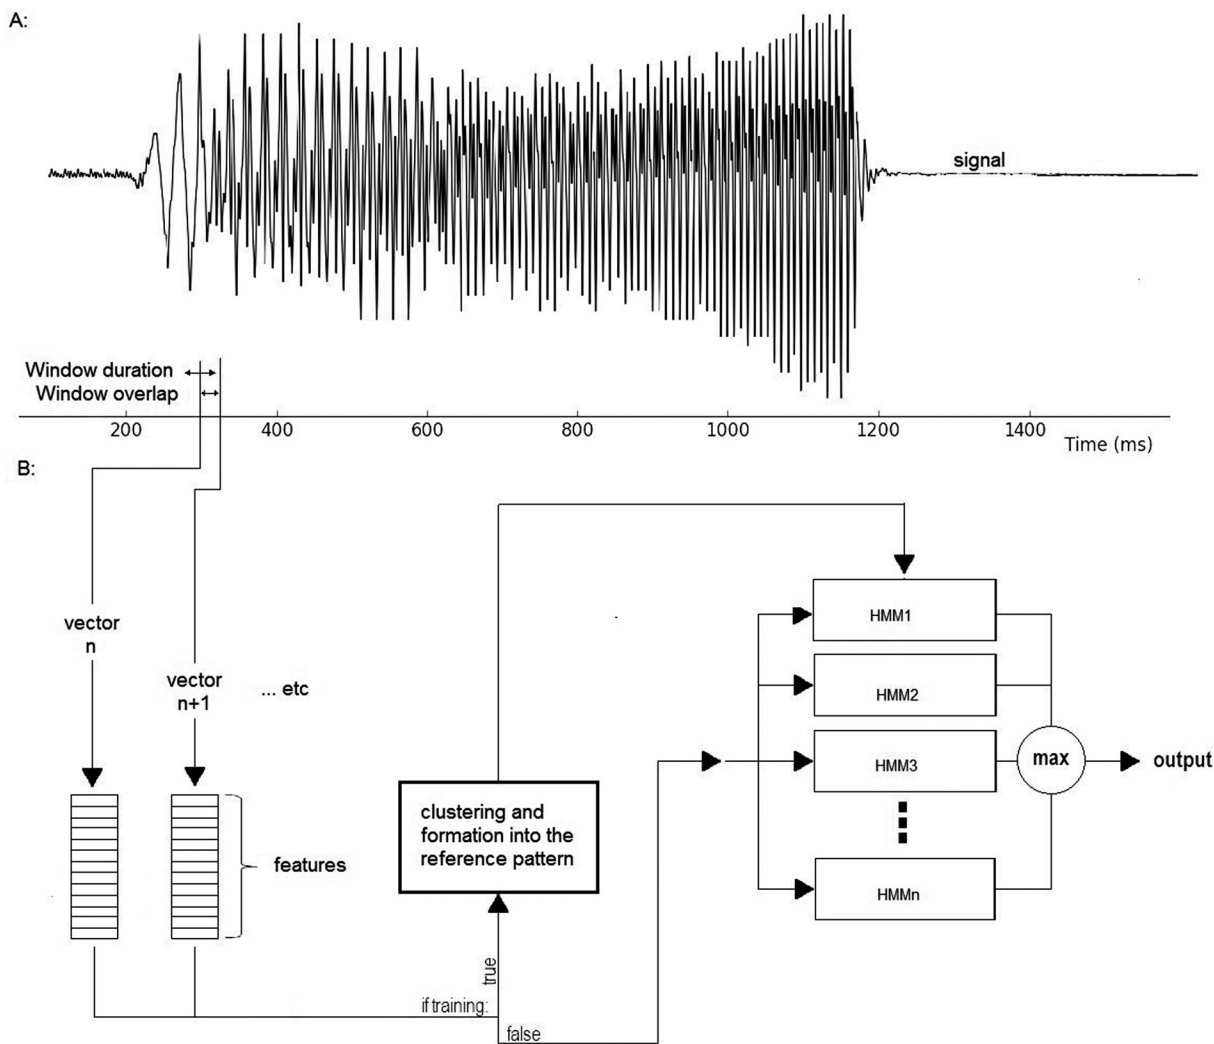 A:
signal
Window duration
Window overlap
200 400 600 800 1000 1200 1400
Time (ms)
B:
vector
n
vector
n+1
... etc
features
clustering and
formation into the
reference pattern
if training:
true
false
HMM1
HMM2
HMM3
HMMn
max
output